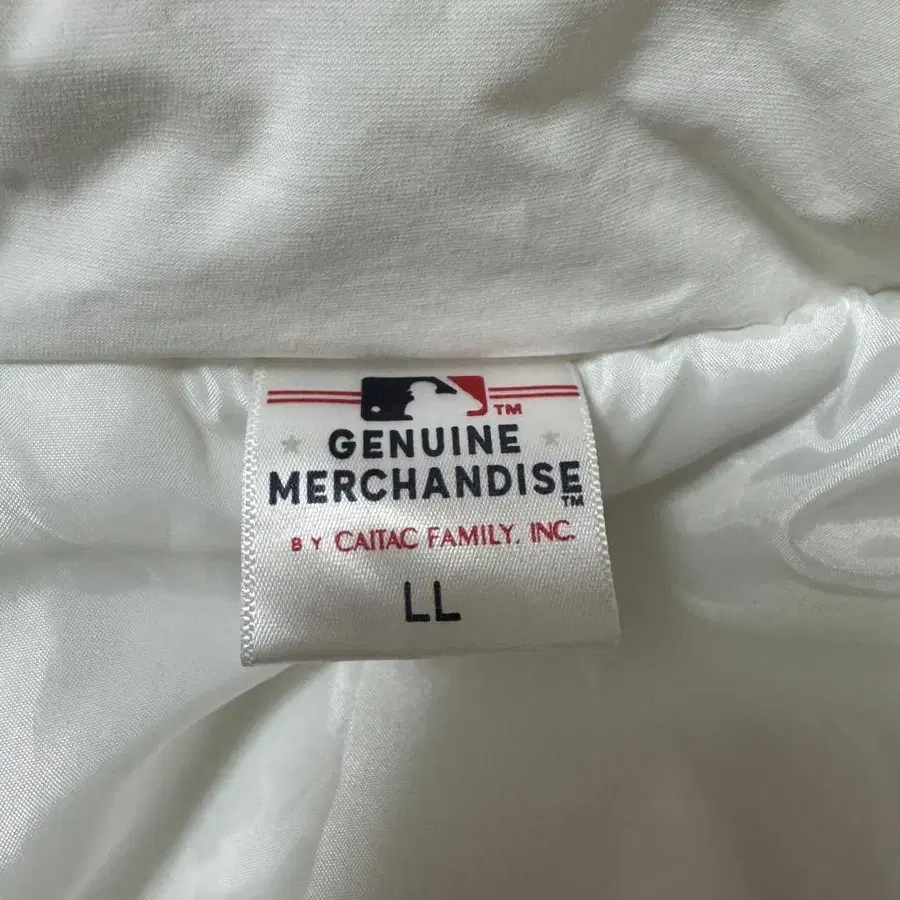 TM
GENUINE
MERCHANDISE
TM
BY CAITAC FAMILY, INC.
LL